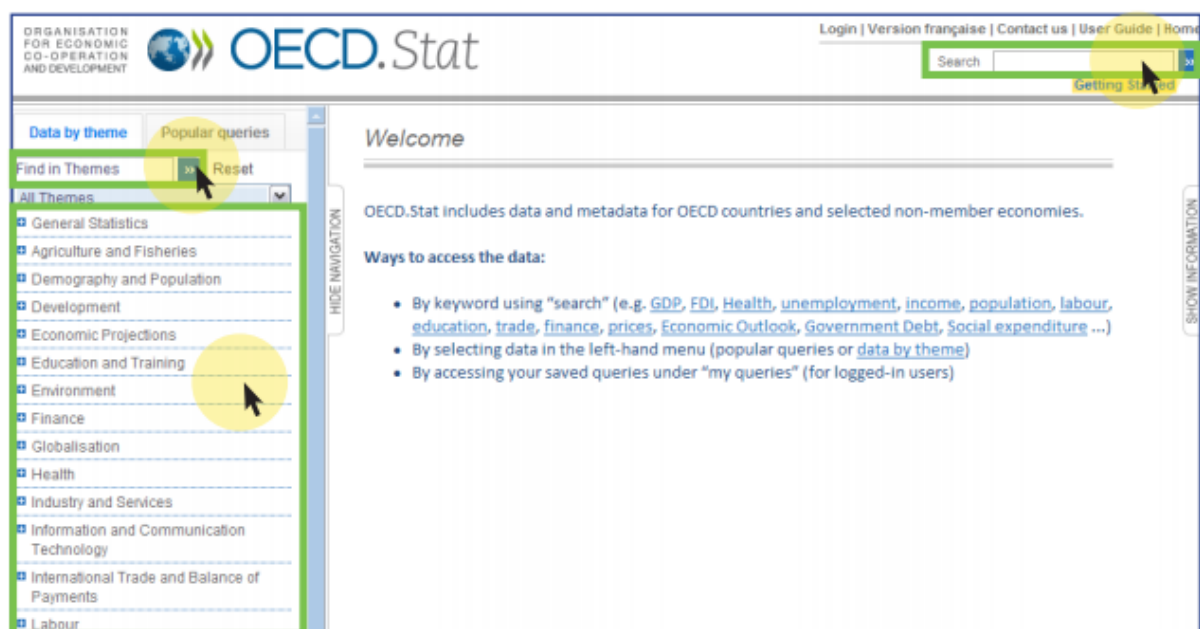 ORGANISATION
FOR ECONOMIC
CO-OPERATION
AND DEVELOPMENT
OECD.Stat
Login | Version française | Contact us | User Guide | Home
Search
Getting Started
Data by theme
Popular queries
Find in Themes
Reset
All Themes
General Statistics
Agriculture and Fisheries
Demography and Population
Development
Economic Projections
Education and Training
Environment
Finance
Globalisation
Health
Industry and Services
Information and Communication
Technology
International Trade and Balance of
Payments
Labour
HIDE NAVIGATION
Welcome
OECD.Stat includes data and metadata for OECD countries and selected non-member economies.
Ways to access the data:
• By keyword using “search” (e.g. GDP, FDI, Health, unemployment, income, population, labour,
education, trade, finance, prices, Economic Outlook, Government Debt, Social expenditure ...)
• By selecting data in the left-hand menu (popular queries or data by theme)
• By accessing your saved queries under “my queries” (for logged-in users)
SHOW INFORMATION